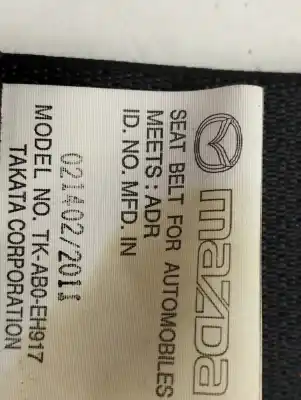 mazda
SEAT BELT FOR AUTOMOBILES
MEETS : ADR
ID. NO. MFD. IN
021402/2011
MODEL NO. TK-AB0-EH917
TAKATA CORPORATION